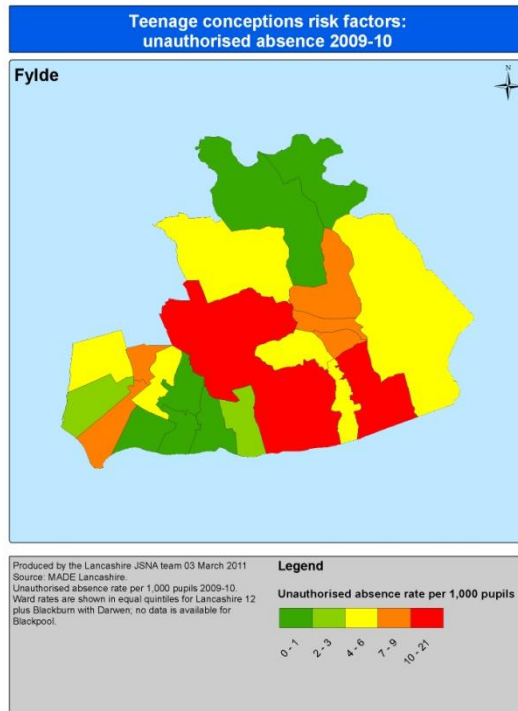 Teenage conceptions risk factors:
unauthorised absence 2009-10
Fylde
N
Produced by the Lancashire JSNA team 03 March 2011
Source: MADE Lancashire.
Unauthorised absence rate per 1,000 pupils 2009-10.
Ward rates are shown in equal quintiles for Lancashire 12
plus Blackburn with Darwen; no data is available for
Blackpool.
Legend
Unauthorised absence rate per 1,000 pupils
0 - 1
2 - 3
4 - 6
7 - 9
10 - 21